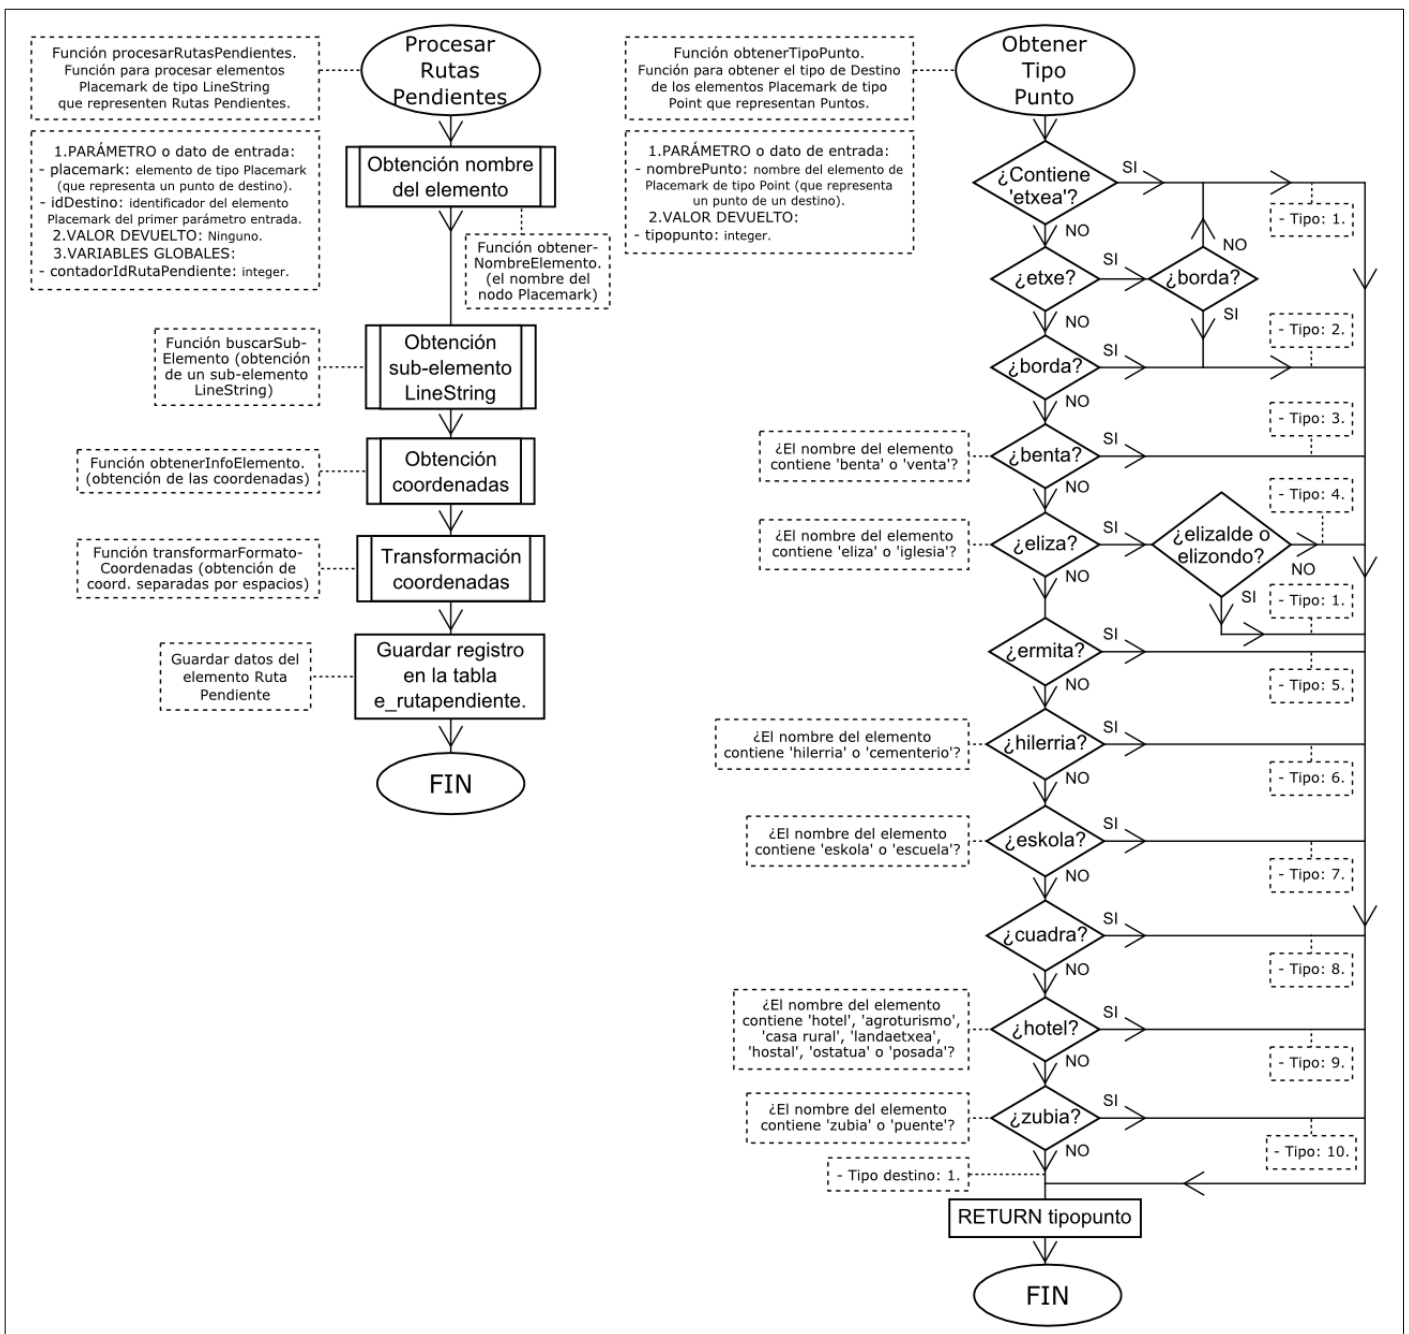 Función procesarRutasPendientes.
Función para procesar elementos
Placemark de tipo LineString
que representen Rutas Pendientes.
Procesar
Rutas
Pendientes
1.PARÁMETRO o dato de entrada:
- placemark: elemento de tipo Placemark
(que representa un punto de destino).
- idDestino: identificador del elemento
Placemark del primer parámetro entrada.
2.VALOR DEVUELTO: Ninguno.
3.VARIABLES GLOBALES:
- contadorIdRutaPendiente: integer.
Obtención nombre
del elemento
Función obtener-
NombreElemento.
(el nombre del
nodo Placemark)
Función buscarSub-
Elemento (obtención
de un sub-elemento
LineString)
Obtención
sub-elemento
LineString
Función obtenerInfoElemento.
(obtención de las coordenadas)
Obtención
coordenadas
Función transformarFormato-
Coordenadas (obtención de
coord. separadas por espacios)
Transformación
coordenadas
Guardar datos del
elemento Ruta
Pendiente
Guardar registro
en la tabla
e_rutapendiente.
FIN
Función obtenerTipoPunto.
Función para obtener el tipo de Destino
de los elementos Placemark de tipo
Point que representan Puntos.
Obtener
Tipo
Punto
1.PARÁMETRO o dato de entrada:
- nombrePunto: nombre del elemento de
Placemark de tipo Point (que representa
un punto de un destino).
2.VALOR DEVUELTO:
- tipopunto: integer.
¿Contiene
'etxea'?
SI
- Tipo: 1.
NO
¿etxe?
SI
¿borda?
NO
SI
NO
- Tipo: 2.
¿borda?
SI
NO
- Tipo: 3.
¿El nombre del elemento
contiene 'benta' o 'venta'?
¿benta?
SI
NO
- Tipo: 4.
¿El nombre del elemento
contiene 'eliza' o 'iglesia'?
¿eliza?
SI
¿elizalde o
elizondo?
NO
SI
- Tipo: 1.
NO
¿ermita?
SI
- Tipo: 5.
NO
¿El nombre del elemento
contiene 'hilerria' o 'cementerio'?
¿hilerria?
SI
- Tipo: 6.
NO
¿El nombre del elemento
contiene 'eskola' o 'escuela'?
¿eskola?
SI
- Tipo: 7.
NO
¿cuadra?
SI
- Tipo: 8.
NO
¿El nombre del elemento
contiene 'hotel', 'agroturismo',
'casa rural', 'landaetxea',
'hostal', 'ostatua' o 'posada'?
¿hotel?
SI
- Tipo: 9.
NO
¿El nombre del elemento
contiene 'zubia' o 'puente'?
¿zubia?
SI
- Tipo: 10.
NO
- Tipo destino: 1.
RETURN tipopunto
FIN